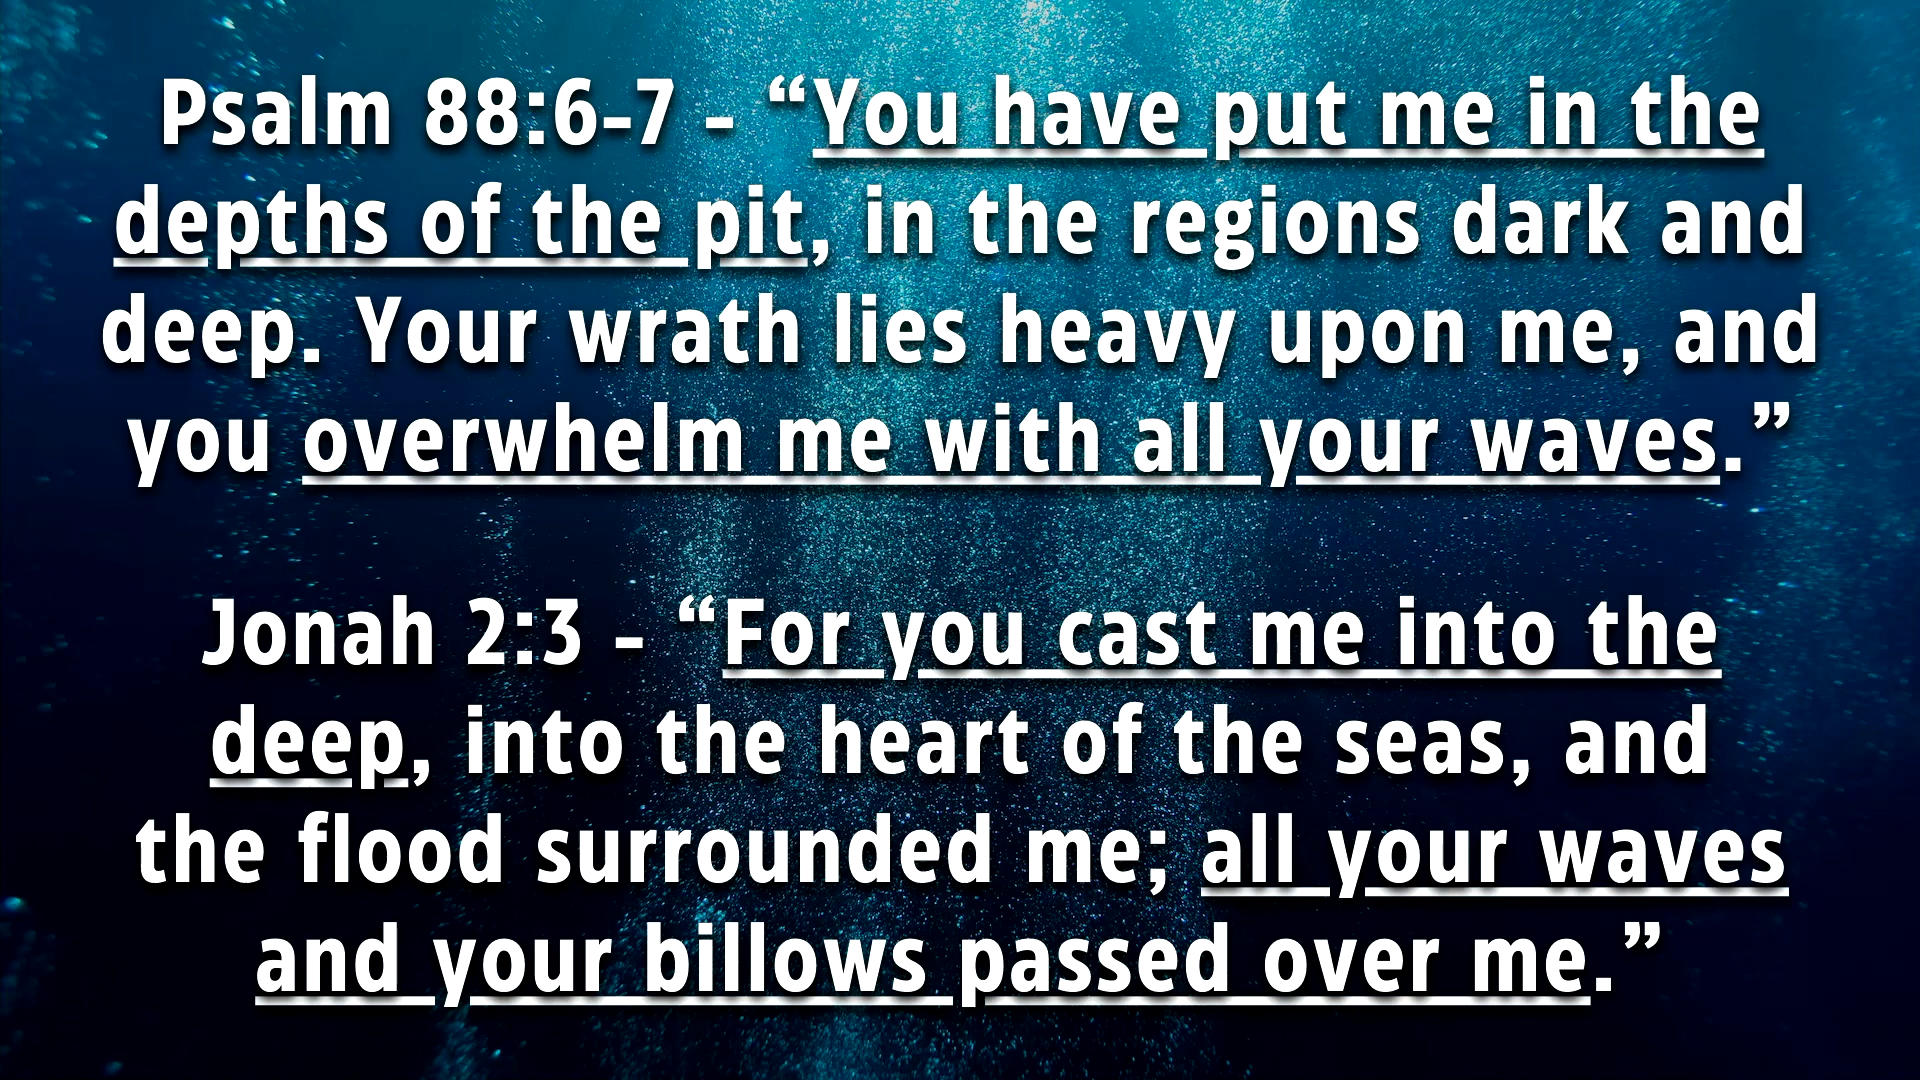 Psalm 88:6-7 - “You have put me in the
depths of the pit, in the regions dark and
deep. Your wrath lies heavy upon me, and
you overwhelm me with all your waves.”
Jonah 2:3 - “For you cast me into the
deep, into the heart of the seas, and
the flood surrounded me; all your waves
and your billows passed over me.”